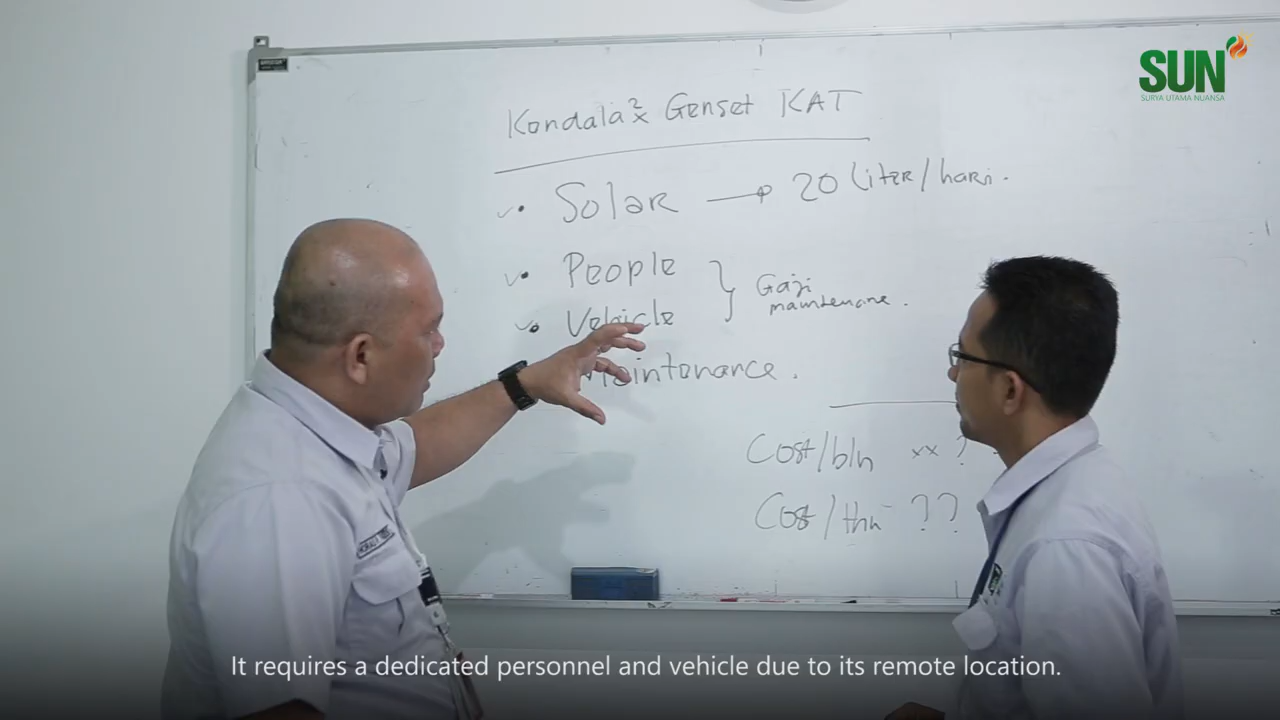 SUN
SURYA UTAMA NUANSA
Kondala2x Genset KAT
Solar → 20 Liter/hari.
People
Vehicle
Gaji
maintenance.
Maintenance.
Cost/bln xx ?
Cost/thn ??
It requires a dedicated personnel and vehicle due to its remote location.